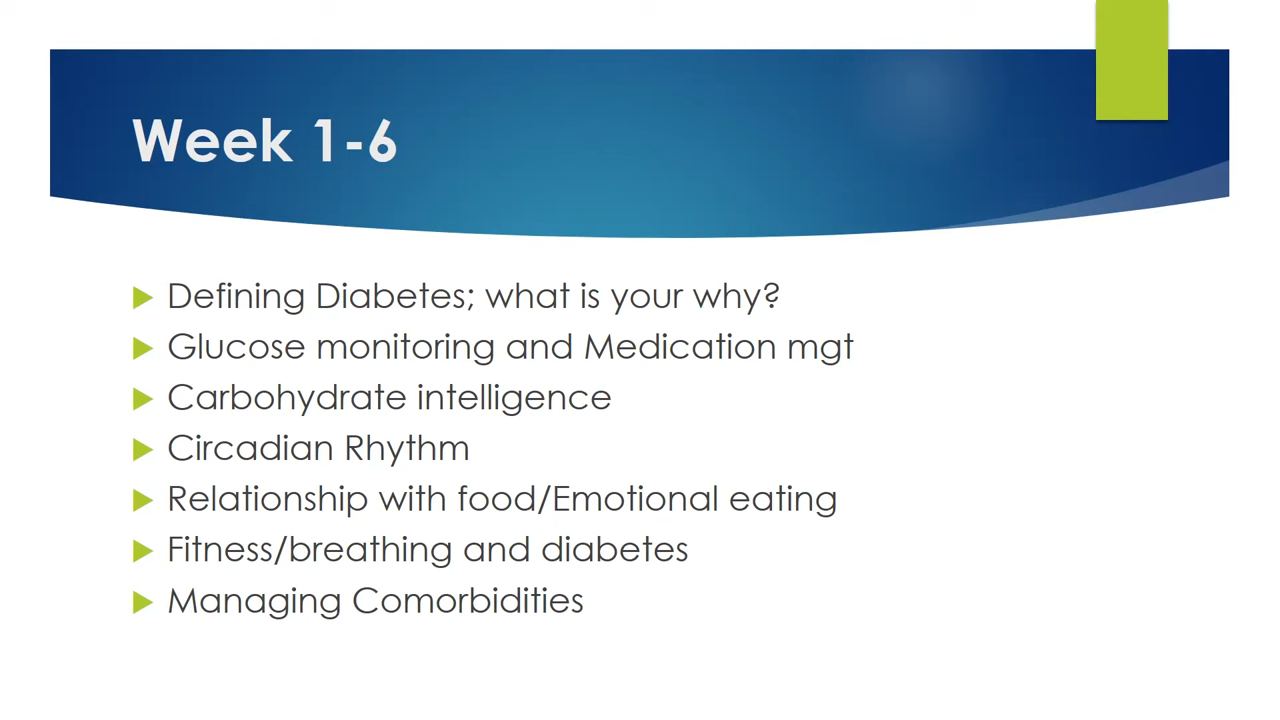 Week 1-6
Defining Diabetes; what is your why?
Glucose monitoring and Medication mgt
Carbohydrate intelligence
Circadian Rhythm
Relationship with food/Emotional eating
Fitness/breathing and diabetes
Managing Comorbidities